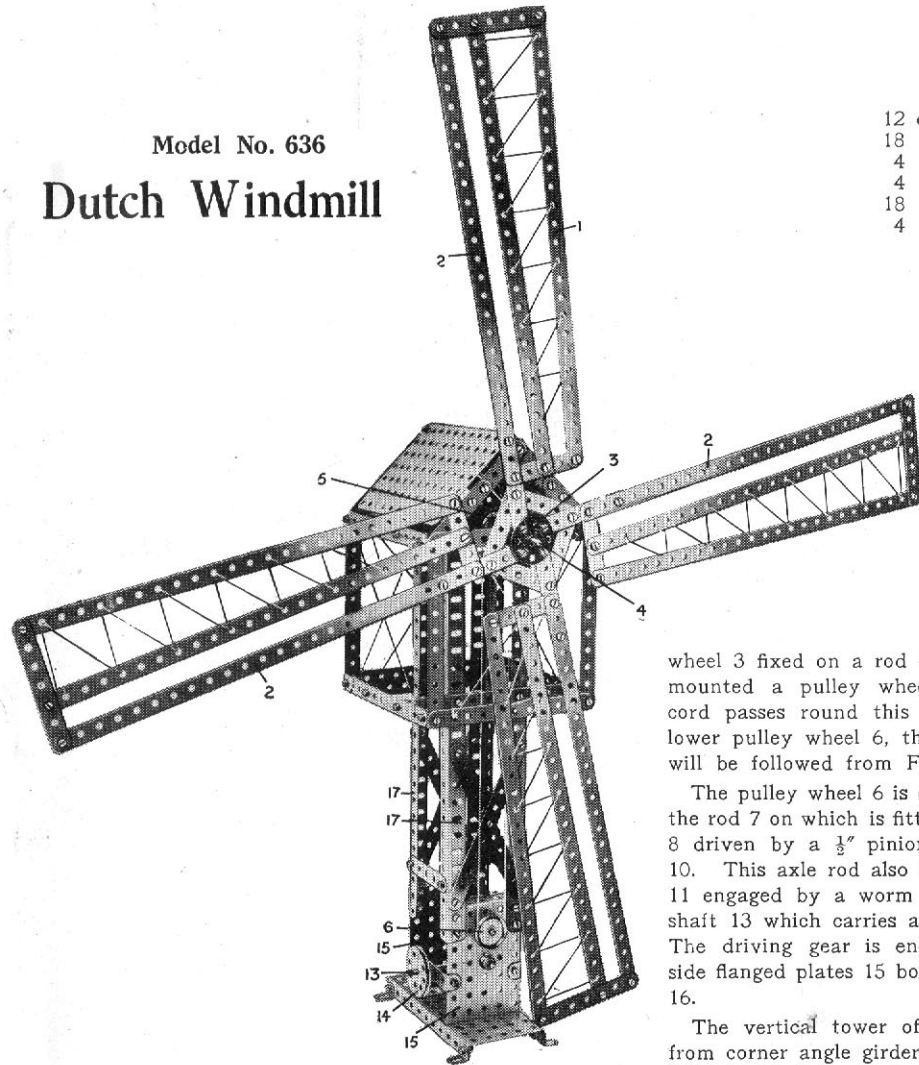 Model No. 636
Dutch Windmill
12
18
4
4
18
4
1
2
2
3
5
4
2
17
17
6
15
13
14
15
wheel 3 fixed on a rod
mounted a pulley whee
cord passes round this
lower pulley wheel 6, th
will be followed from F
The pulley wheel 6 is
the rod 7 on which is fitt
8 driven by a ½″ pinion
10. This axle rod also
11 engaged by a worm
shaft 13 which carries a
The driving gear is en
side flanged plates 15 bo
16.
The vertical tower of
from corner angle girder